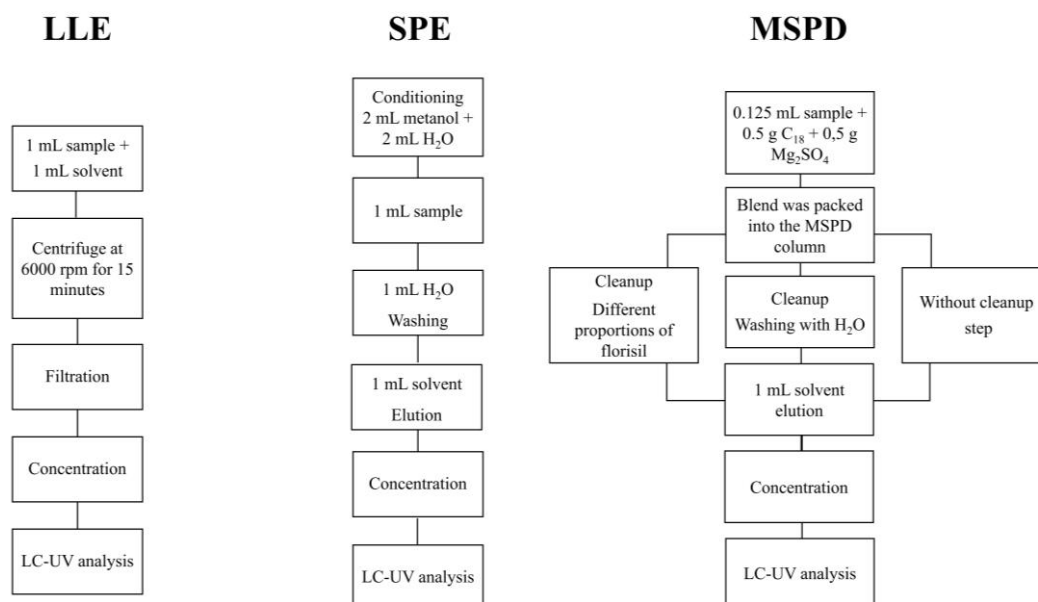 LLE
1 mL sample +
1 mL solvent
Centrifuge at
6000 rpm for 15
minutes
Filtration
Concentration
LC-UV analysis
SPE
Conditioning
2 mL metanol +
2 mL H₂O
1 mL sample
1 mL H₂O
Washing
1 mL solvent
Elution
Concentration
LC-UV analysis
MSPD
0.125 mL sample +
0.5 g C₁₈ + 0,5 g
Mg₂SO₄
Blend was packed
into the MSPD
column
Cleanup
Different
proportions of
florisil
Cleanup
Washing with H₂O
Without cleanup
step
1 mL solvent
elution
Concentration
LC-UV analysis